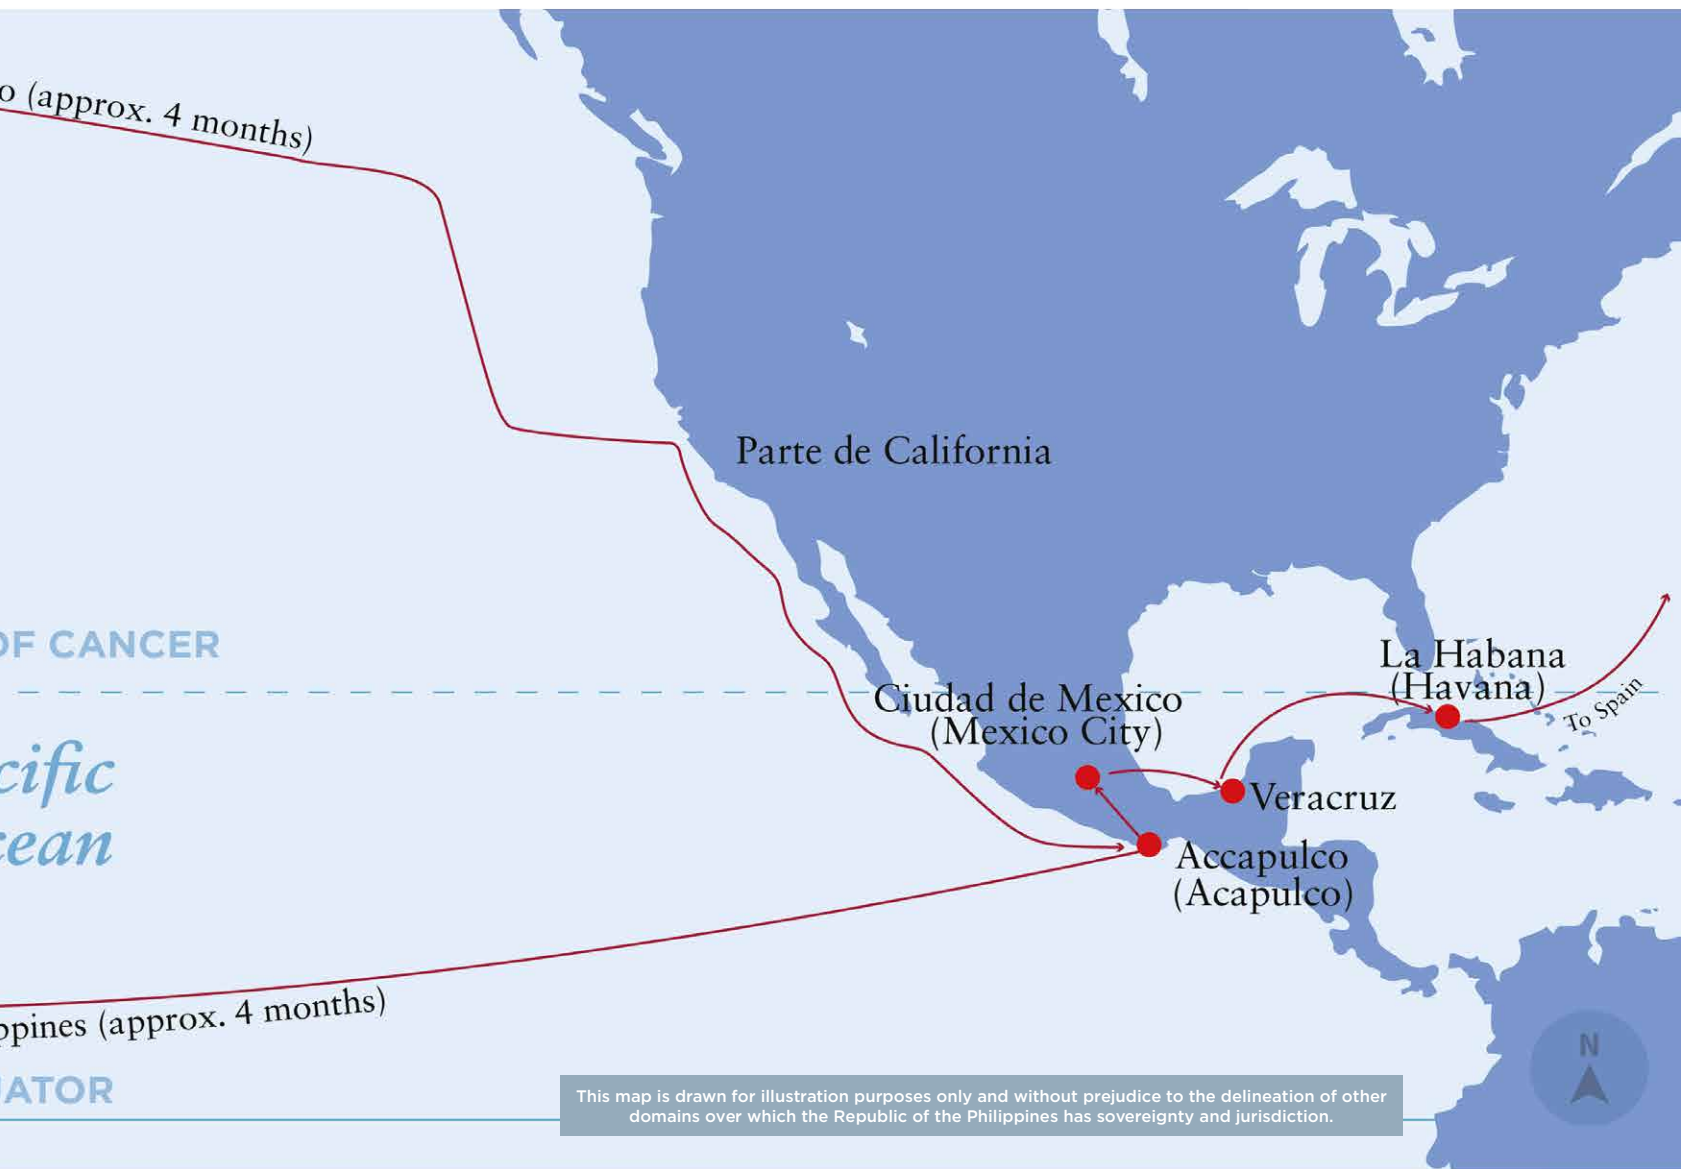 o (approx. 4 months)
Parte de California
OF CANCER
La Habana
(Havana)
To Spain
Ciudad de Mexico
(Mexico City)
cific
cean
Veracruz
Accapulco
(Acapulco)
ppines (approx. 4 months)
N
UATOR
This map is drawn for illustration purposes only and without prejudice to the delineation of other
domains over which the Republic of the Philippines has sovereignty and jurisdiction.